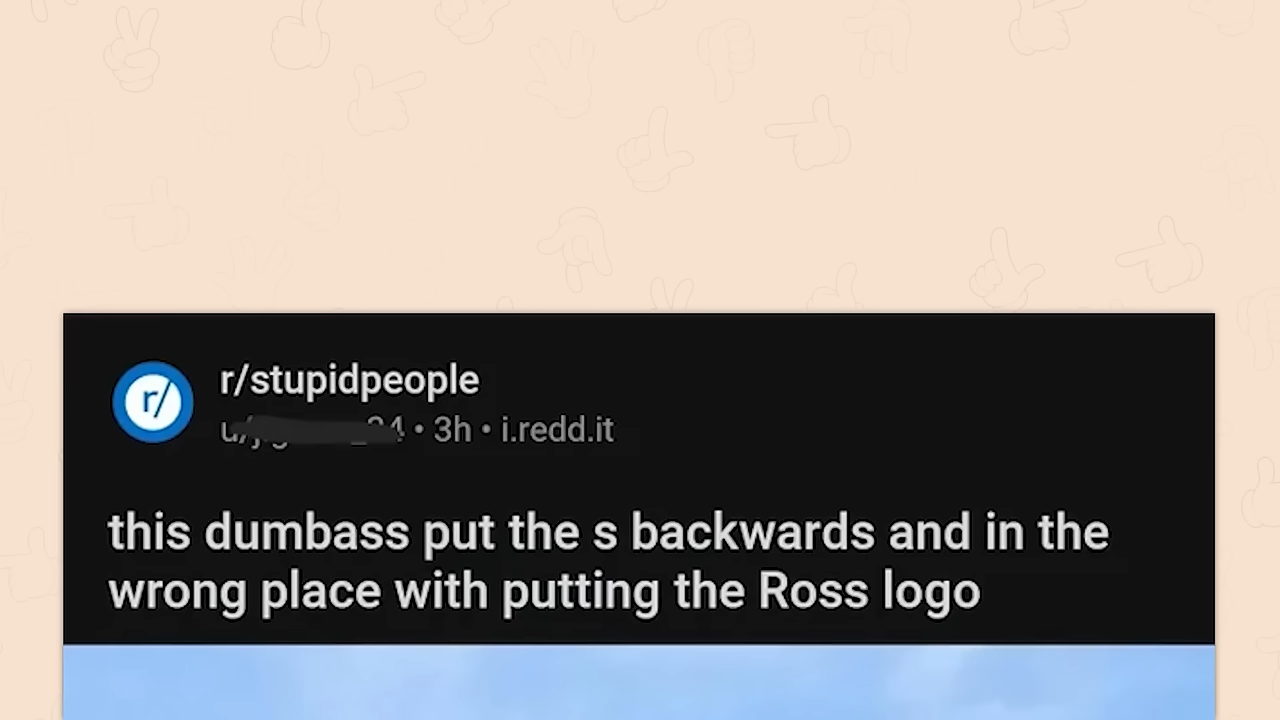 r/
r/stupidpeople
• 3h • i.redd.it
this dumbass put the s backwards and in the
wrong place with putting the Ross logo